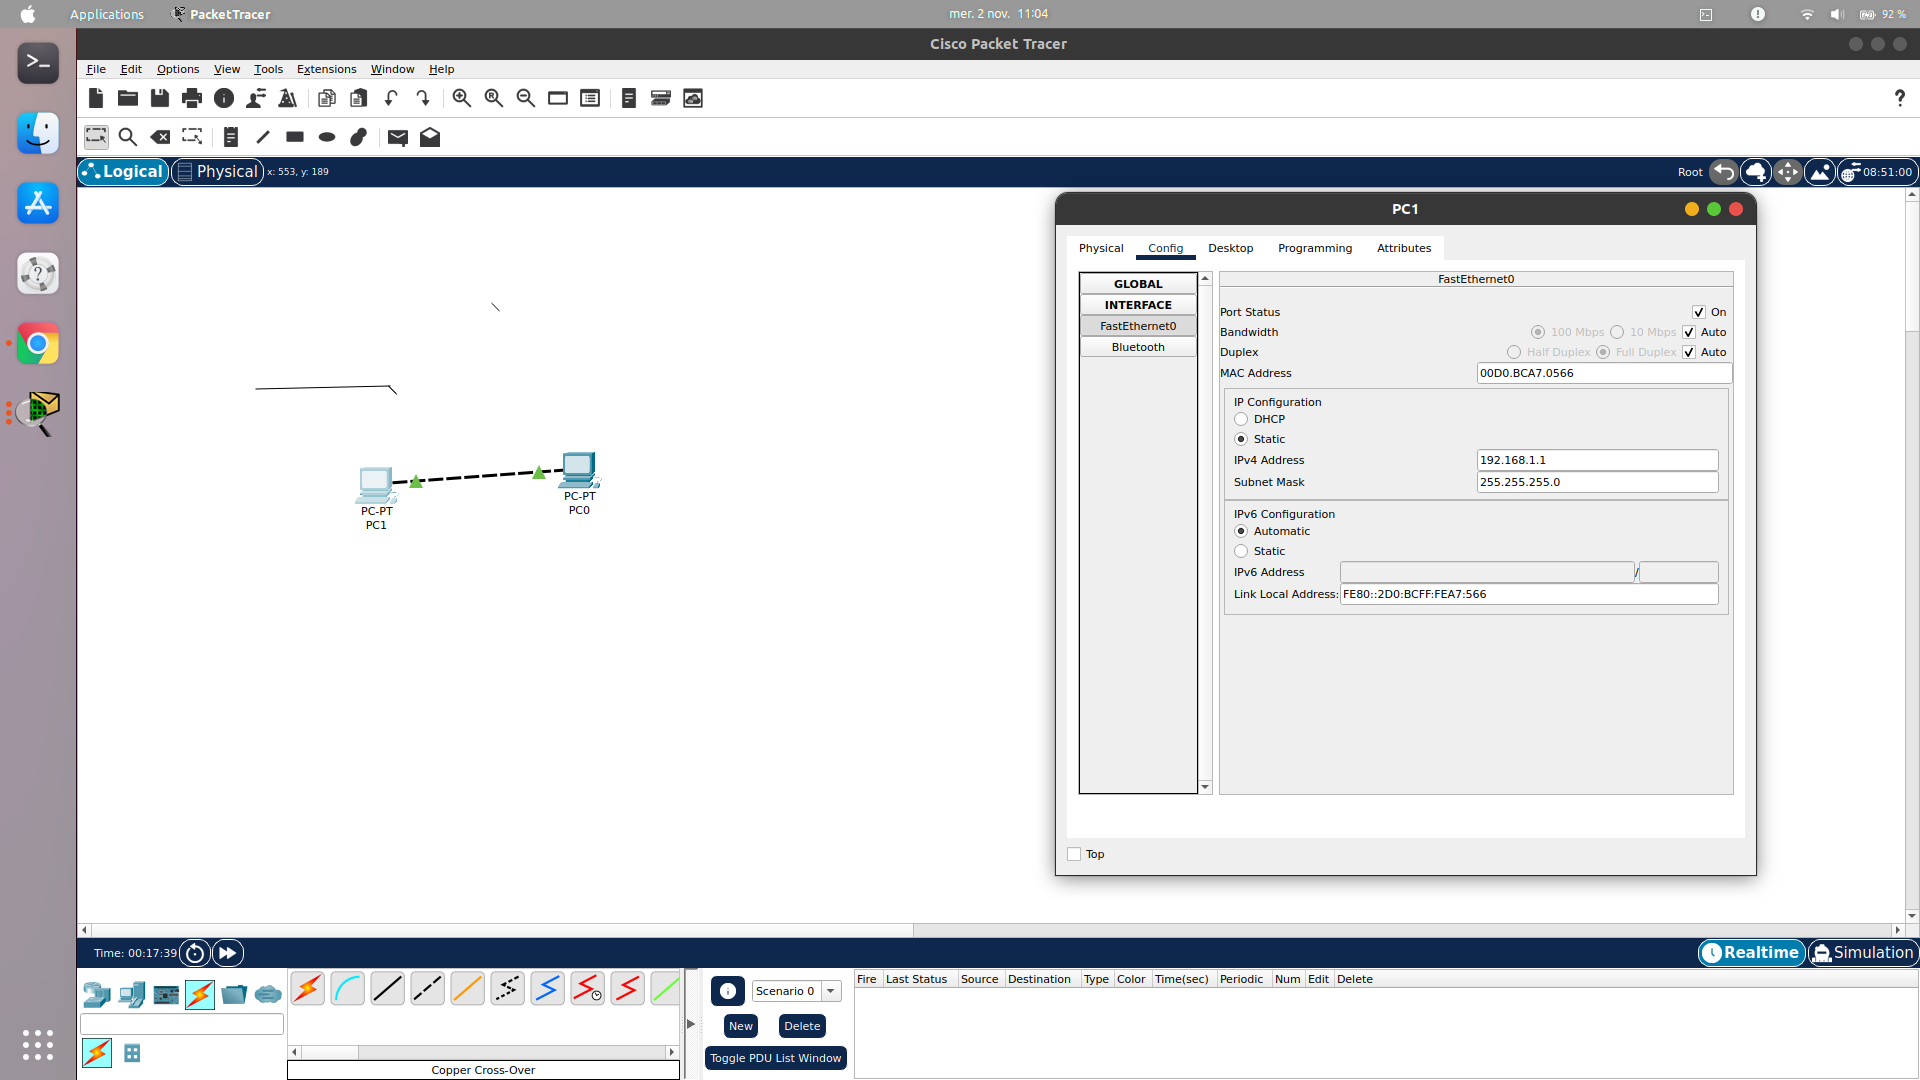 Applications PacketTracer mer. 2 nov. 11:04 92 %
Cisco Packet Tracer
File Edit Options View Tools Extensions Window Help
Logical Physical x: 553, y: 189 Root 08:51:00
PC1
Physical Config Desktop Programming Attributes
GLOBAL
INTERFACE
FastEthernet0
Bluetooth
FastEthernet0
Port Status On
Bandwidth 100 Mbps 10 Mbps Auto
Duplex Half Duplex Full Duplex Auto
MAC Address 00D0.BCA7.0566
IP Configuration
DHCP
Static
IPv4 Address 192.168.1.1
Subnet Mask 255.255.255.0
IPv6 Configuration
Automatic
Static
IPv6 Address /
Link Local Address: FE80::2D0:BCFF:FEA7:566
Top
PC-PT
PC1
PC-PT
PC0
Time: 00:17:39 Realtime Simulation
Scenario 0
New Delete
Toggle PDU List Window
Fire Last Status Source Destination Type Color Time(sec) Periodic Num Edit Delete
Copper Cross-Over